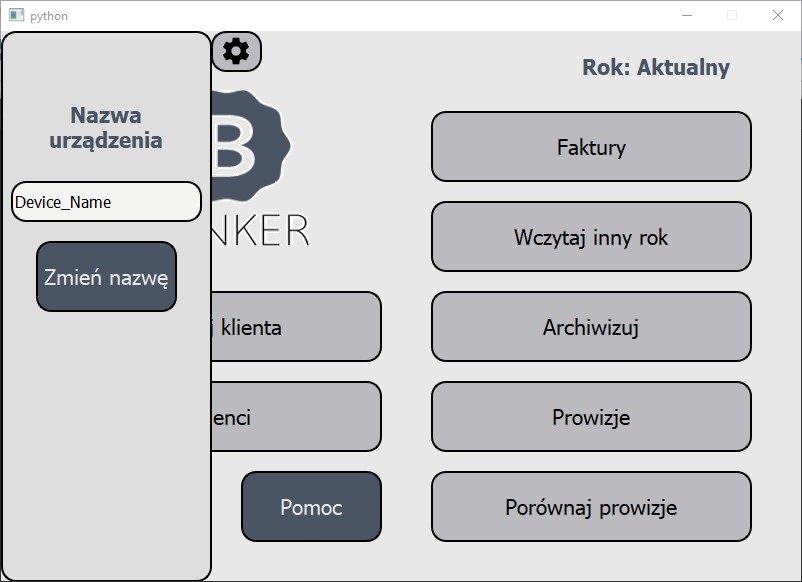 python
Nazwa
urządzenia
Device_Name
Zmień nazwę
B
NKER
klienta
enci
Pomoc
Rok: Aktualny
Faktury
Wczytaj inny rok
Archiwizuj
Prowizje
Porównaj prowizje